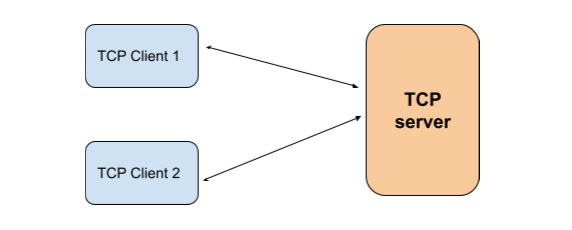 TCP Client 1
TCP
server
TCP Client 2